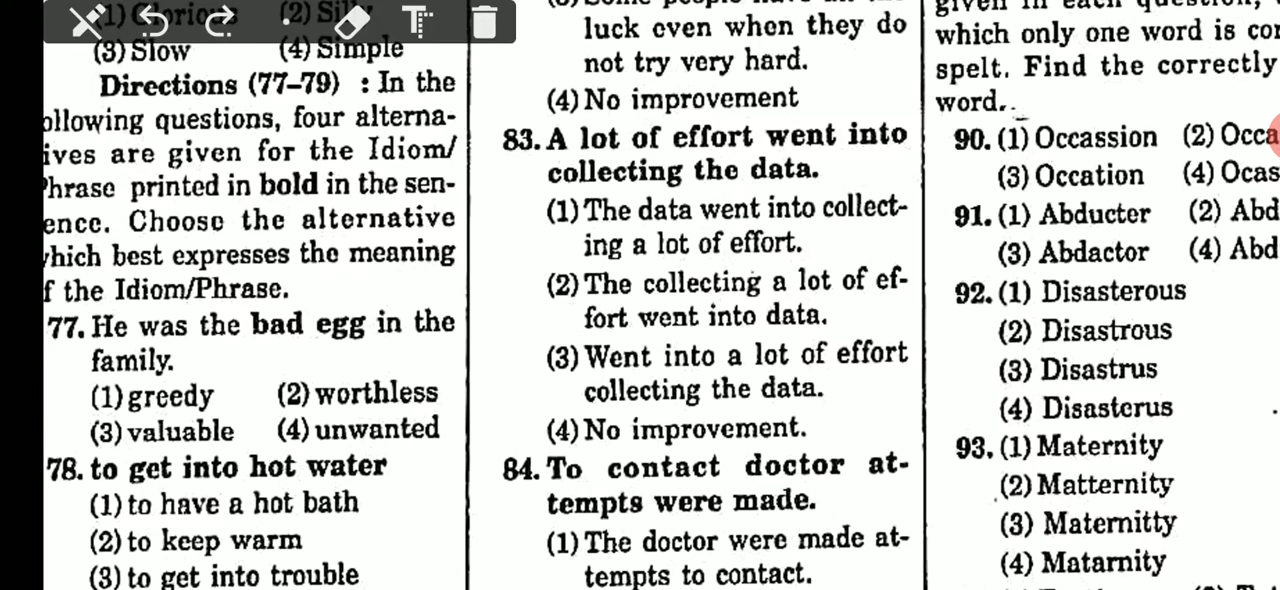 (1) Glorious (2) Silly
(3) Slow (4) Simple
Directions (77–79) : In the
ollowing questions, four alterna-
ives are given for the Idiom/
hrase printed in bold in the sen-
ence. Choose the alternative
hich best expresses the meaning
f the Idiom/Phrase.
77. He was the bad egg in the
family.
(1) greedy (2) worthless
(3) valuable (4) unwanted
78. to get into hot water
(1) to have a hot bath
(2) to keep warm
(3) to get into trouble
luck even when they do
not try very hard.
(4) No improvement
83. A lot of effort went into
collecting the data.
(1) The data went into collect-
ing a lot of effort.
(2) The collecting a lot of ef-
fort went into data.
(3) Went into a lot of effort
collecting the data.
(4) No improvement.
84. To contact doctor at-
tempts were made.
(1) The doctor were made at-
tempts to contact.
given in each question,
which only one word is cor
spelt. Find the correctly
word.
90. (1) Occassion (2) Occa
(3) Occation (4) Ocas
91. (1) Abducter (2) Abd
(3) Abdactor (4) Abd
92. (1) Disasterous
(2) Disastrous
(3) Disastrus
(4) Disasterus
93. (1) Maternity
(2) Matternity
(3) Maternitty
(4) Matarnity